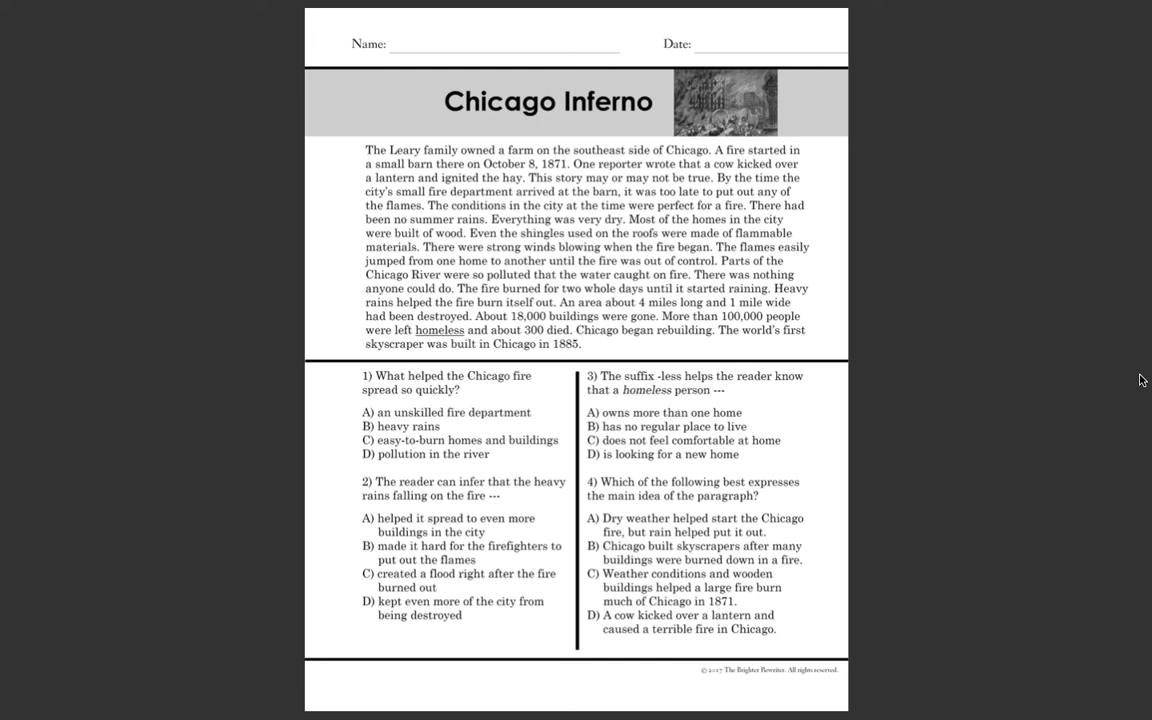 Name:
Date:
Chicago Inferno
The Leary family owned a farm on the southeast side of Chicago. A fire started in
a small barn there on October 8, 1871. One reporter wrote that a cow kicked over
a lantern and ignited the hay. This story may or may not be true. By the time the
city's small fire department arrived at the barn, it was too late to put out any of
the flames. The conditions in the city at the time were perfect for a fire. There had
been no summer rains. Everything was very dry. Most of the homes in the city
were built of wood. Even the shingles used on the roofs were made of flammable
materials. There were strong winds blowing when the fire began. The flames easily
jumped from one home to another until the fire was out of control. Parts of the
Chicago River were so polluted that the water caught on fire. There was nothing
anyone could do. The fire burned for two whole days until it started raining. Heavy
rains helped the fire burn itself out. An area about 4 miles long and 1 mile wide
had been destroyed. About 18,000 buildings were gone. More than 100,000 people
were left homeless and about 300 died. Chicago began rebuilding. The world's first
skyscraper was built in Chicago in 1885.
1) What helped the Chicago fire
spread so quickly?
A) an unskilled fire department
B) heavy rains
C) easy-to-burn homes and buildings
D) pollution in the river
2) The reader can infer that the heavy
rains falling on the fire ---
A) helped it spread to even more
buildings in the city
B) made it hard for the firefighters to
put out the flames
C) created a flood right after the fire
burned out
D) kept even more of the city from
being destroyed
3) The suffix -less helps the reader know
that a homeless person ---
A) owns more than one home
B) has no regular place to live
C) does not feel comfortable at home
D) is looking for a new home
4) Which of the following best expresses
the main idea of the paragraph?
A) Dry weather helped start the Chicago
fire, but rain helped put it out.
B) Chicago built skyscrapers after many
buildings were burned down in a fire.
C) Weather conditions and wooden
buildings helped a large fire burn
much of Chicago in 1871.
D) A cow kicked over a lantern and
caused a terrible fire in Chicago.
© 2017 The Brighter Rewriter. All rights reserved.